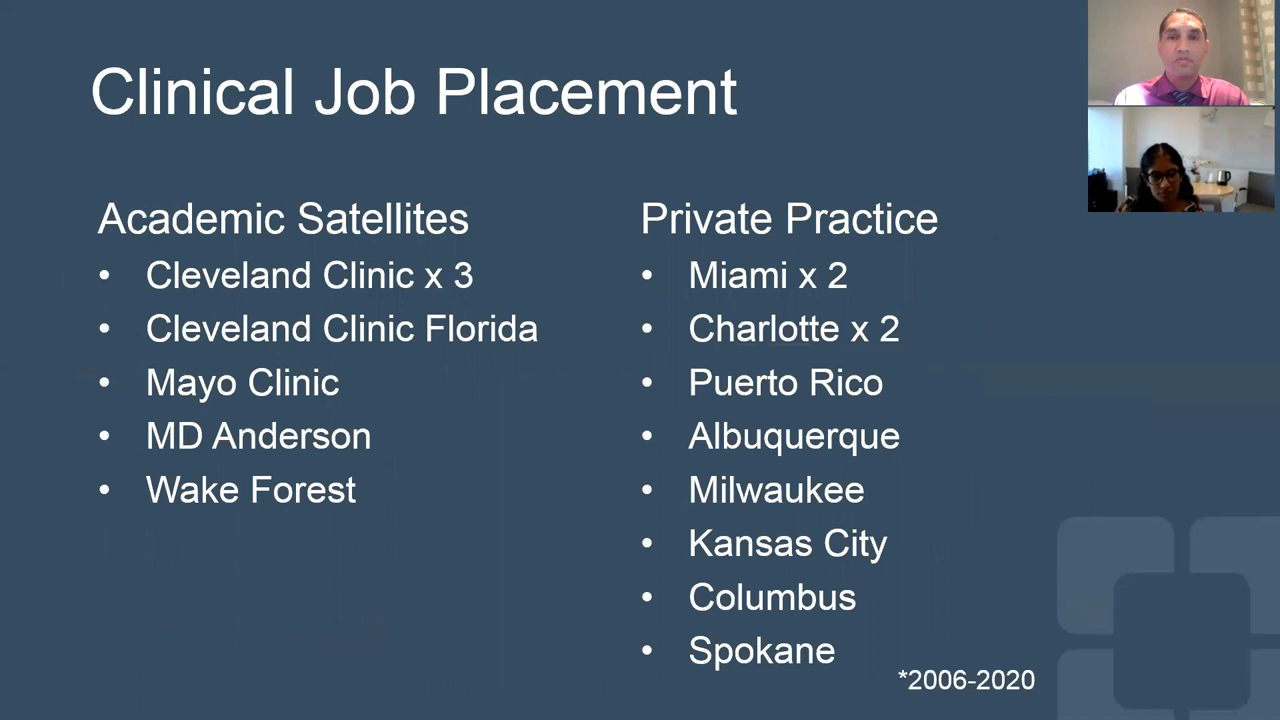 Clinical Job Placement
Academic Satellites
• Cleveland Clinic x 3
• Cleveland Clinic Florida
• Mayo Clinic
• MD Anderson
• Wake Forest
Private Practice
• Miami x 2
• Charlotte x 2
• Puerto Rico
• Albuquerque
• Milwaukee
• Kansas City
• Columbus
• Spokane
*2006-2020